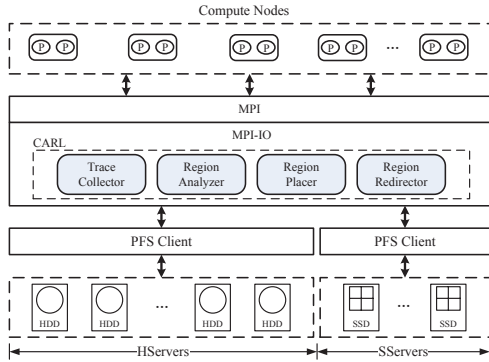 Compute Nodes
P P P P P P P P ... P P
MPI
MPI-IO
CARL
Trace Collector
Region Analyzer
Region Placer
Region Redirector
PFS Client
PFS Client
HDD HDD ... HDD HDD
SSD ... SSD
HServers
SServers